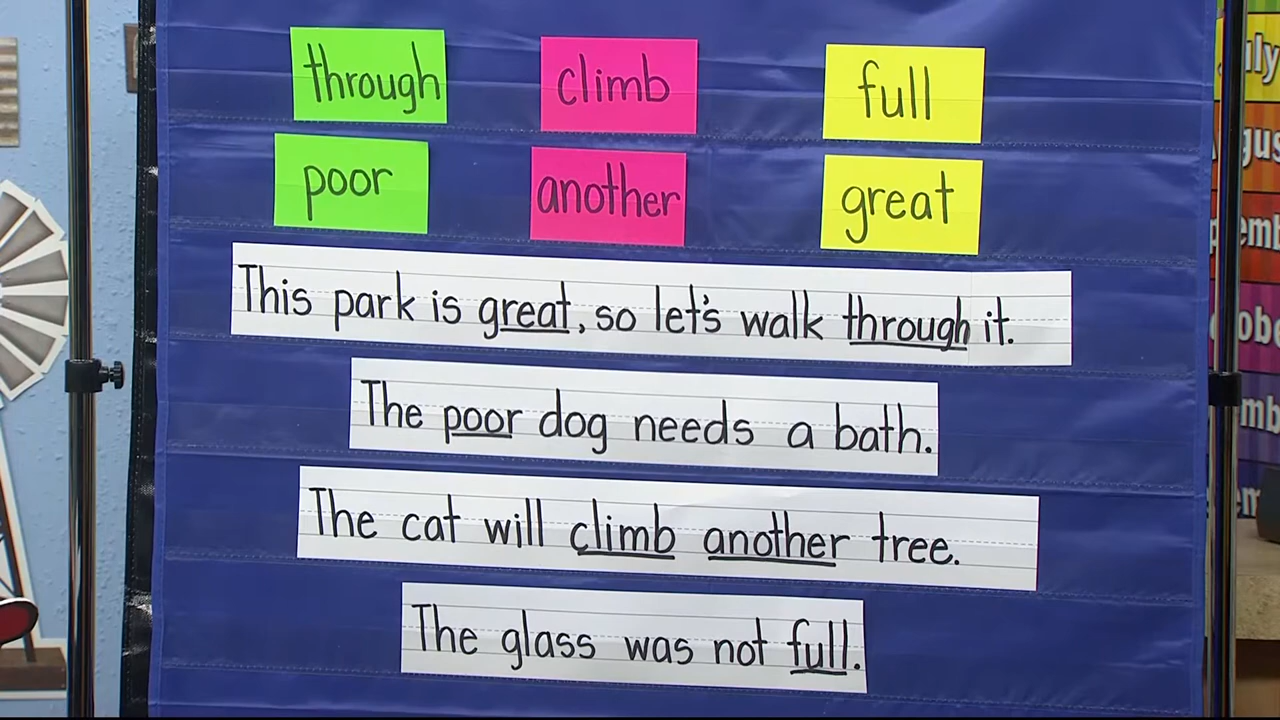 through climb full
poor another great
This park is great, so let's walk through it.
The poor dog needs a bath.
The cat will climb another tree.
The glass was not full.